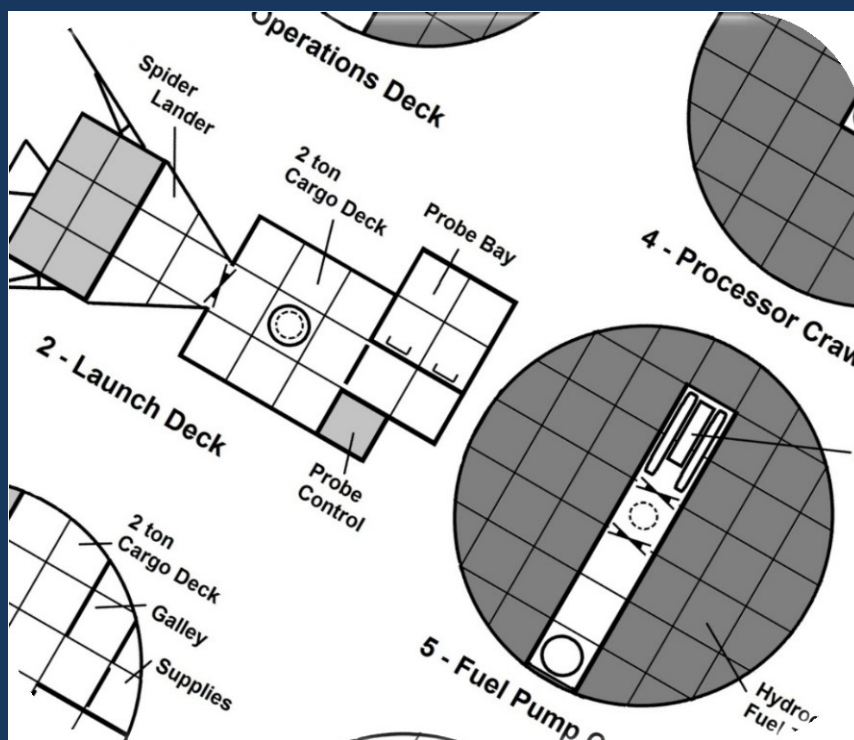 Operations Deck
Spider
Lander
2 ton
Cargo Deck
Probe Bay
4 - Processor
2 - Launch Deck
Probe
Control
2 ton
Cargo Deck
Galley
Supplies
5 - Fuel Pump
Fuel